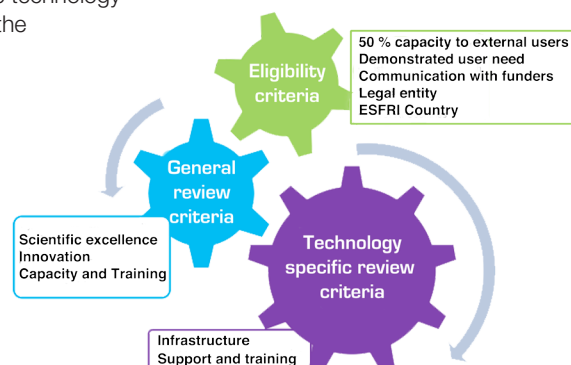 technology
the
Eligibility
criteria
50 % capacity to external users
Demonstrated user need
Communication with funders
Legal entity
ESFRI Country
General
review
criteria
Scientific excellence
Innovation
Capacity and Training
Technology
specific review
criteria
Infrastructure
Support and training